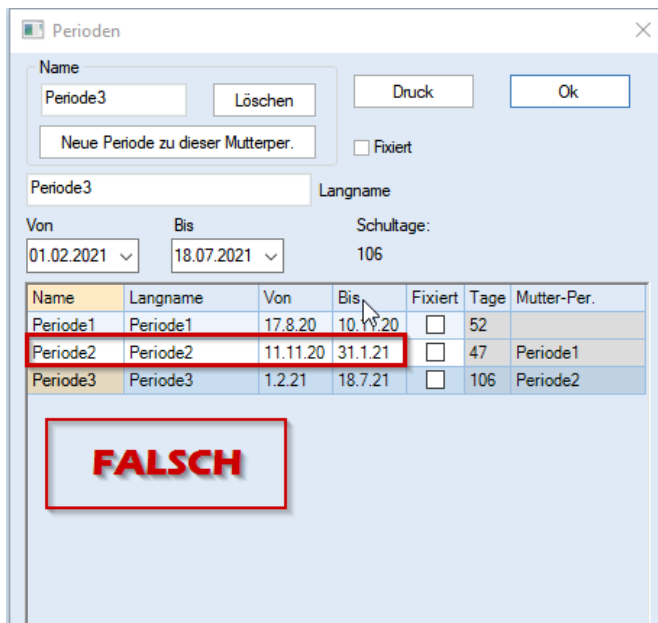 Perioden
Name
Periode3 Löschen Druck Ok
Neue Periode zu dieser Mutterper. Fixiert
Periode3 Langname
Von Bis Schultage:
01.02.2021 18.07.2021 106
Name Langname Von Bis Fixiert Tage Mutter-Per.
Periode1 Periode1 17.8.20 10.11.20 52
Periode2 Periode2 11.11.20 31.1.21 47 Periode1
Periode3 Periode3 1.2.21 18.7.21 106 Periode2
FALSCH